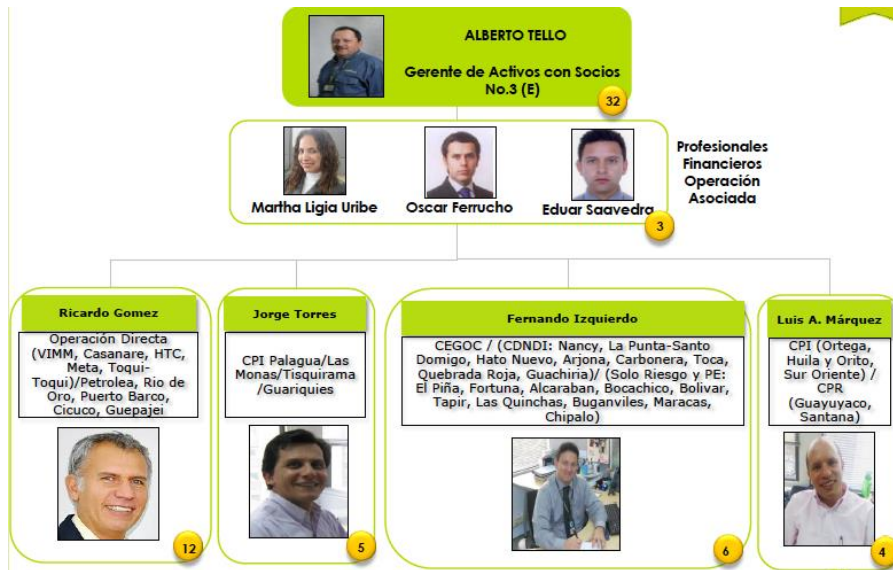 ALBERTO TELLO
Gerente de Activos con Socios
No.3 (E)
32
Martha Ligia Uribe
Oscar Ferrucho
Eduar Saavedra
3
Profesionales
Financieros
Operación
Asociada
Ricardo Gomez
Operación Directa
(VIMM, Casanare, HTC,
Meta, Toqui-
Toqui)/Petrolea, Rio de
Oro, Puerto Barco,
Cicuco, Guepajei
12
Jorge Torres
CPI Palagua/Las
Monas/Tisquirama
/Guariquies
5
Fernando Izquierdo
CEGOC / (CDNDI: Nancy, La Punta-Santo
Domigo, Hato Nuevo, Arjona, Carbonera, Toca,
Quebrada Roja, Guachiria)/ (Solo Riesgo y PE:
El Piña, Fortuna, Alcaraban, Bocachico, Bolivar,
Tapir, Las Quinchas, Buganviles, Maracas,
Chipalo)
6
Luis A. Márquez
CPI (Ortega,
Huila y Orito,
Sur Oriente) /
CPR
(Guayuyaco,
Santana)
4